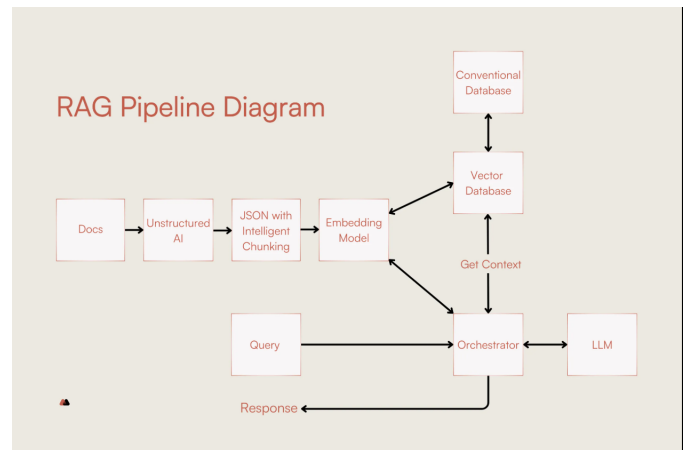 RAG Pipeline Diagram
Conventional
Database
Vector
Database
Docs
Unstructured
AI
JSON with
Intelligent
Chunking
Embedding
Model
Get Context
Query
Orchestrator
LLM
Response